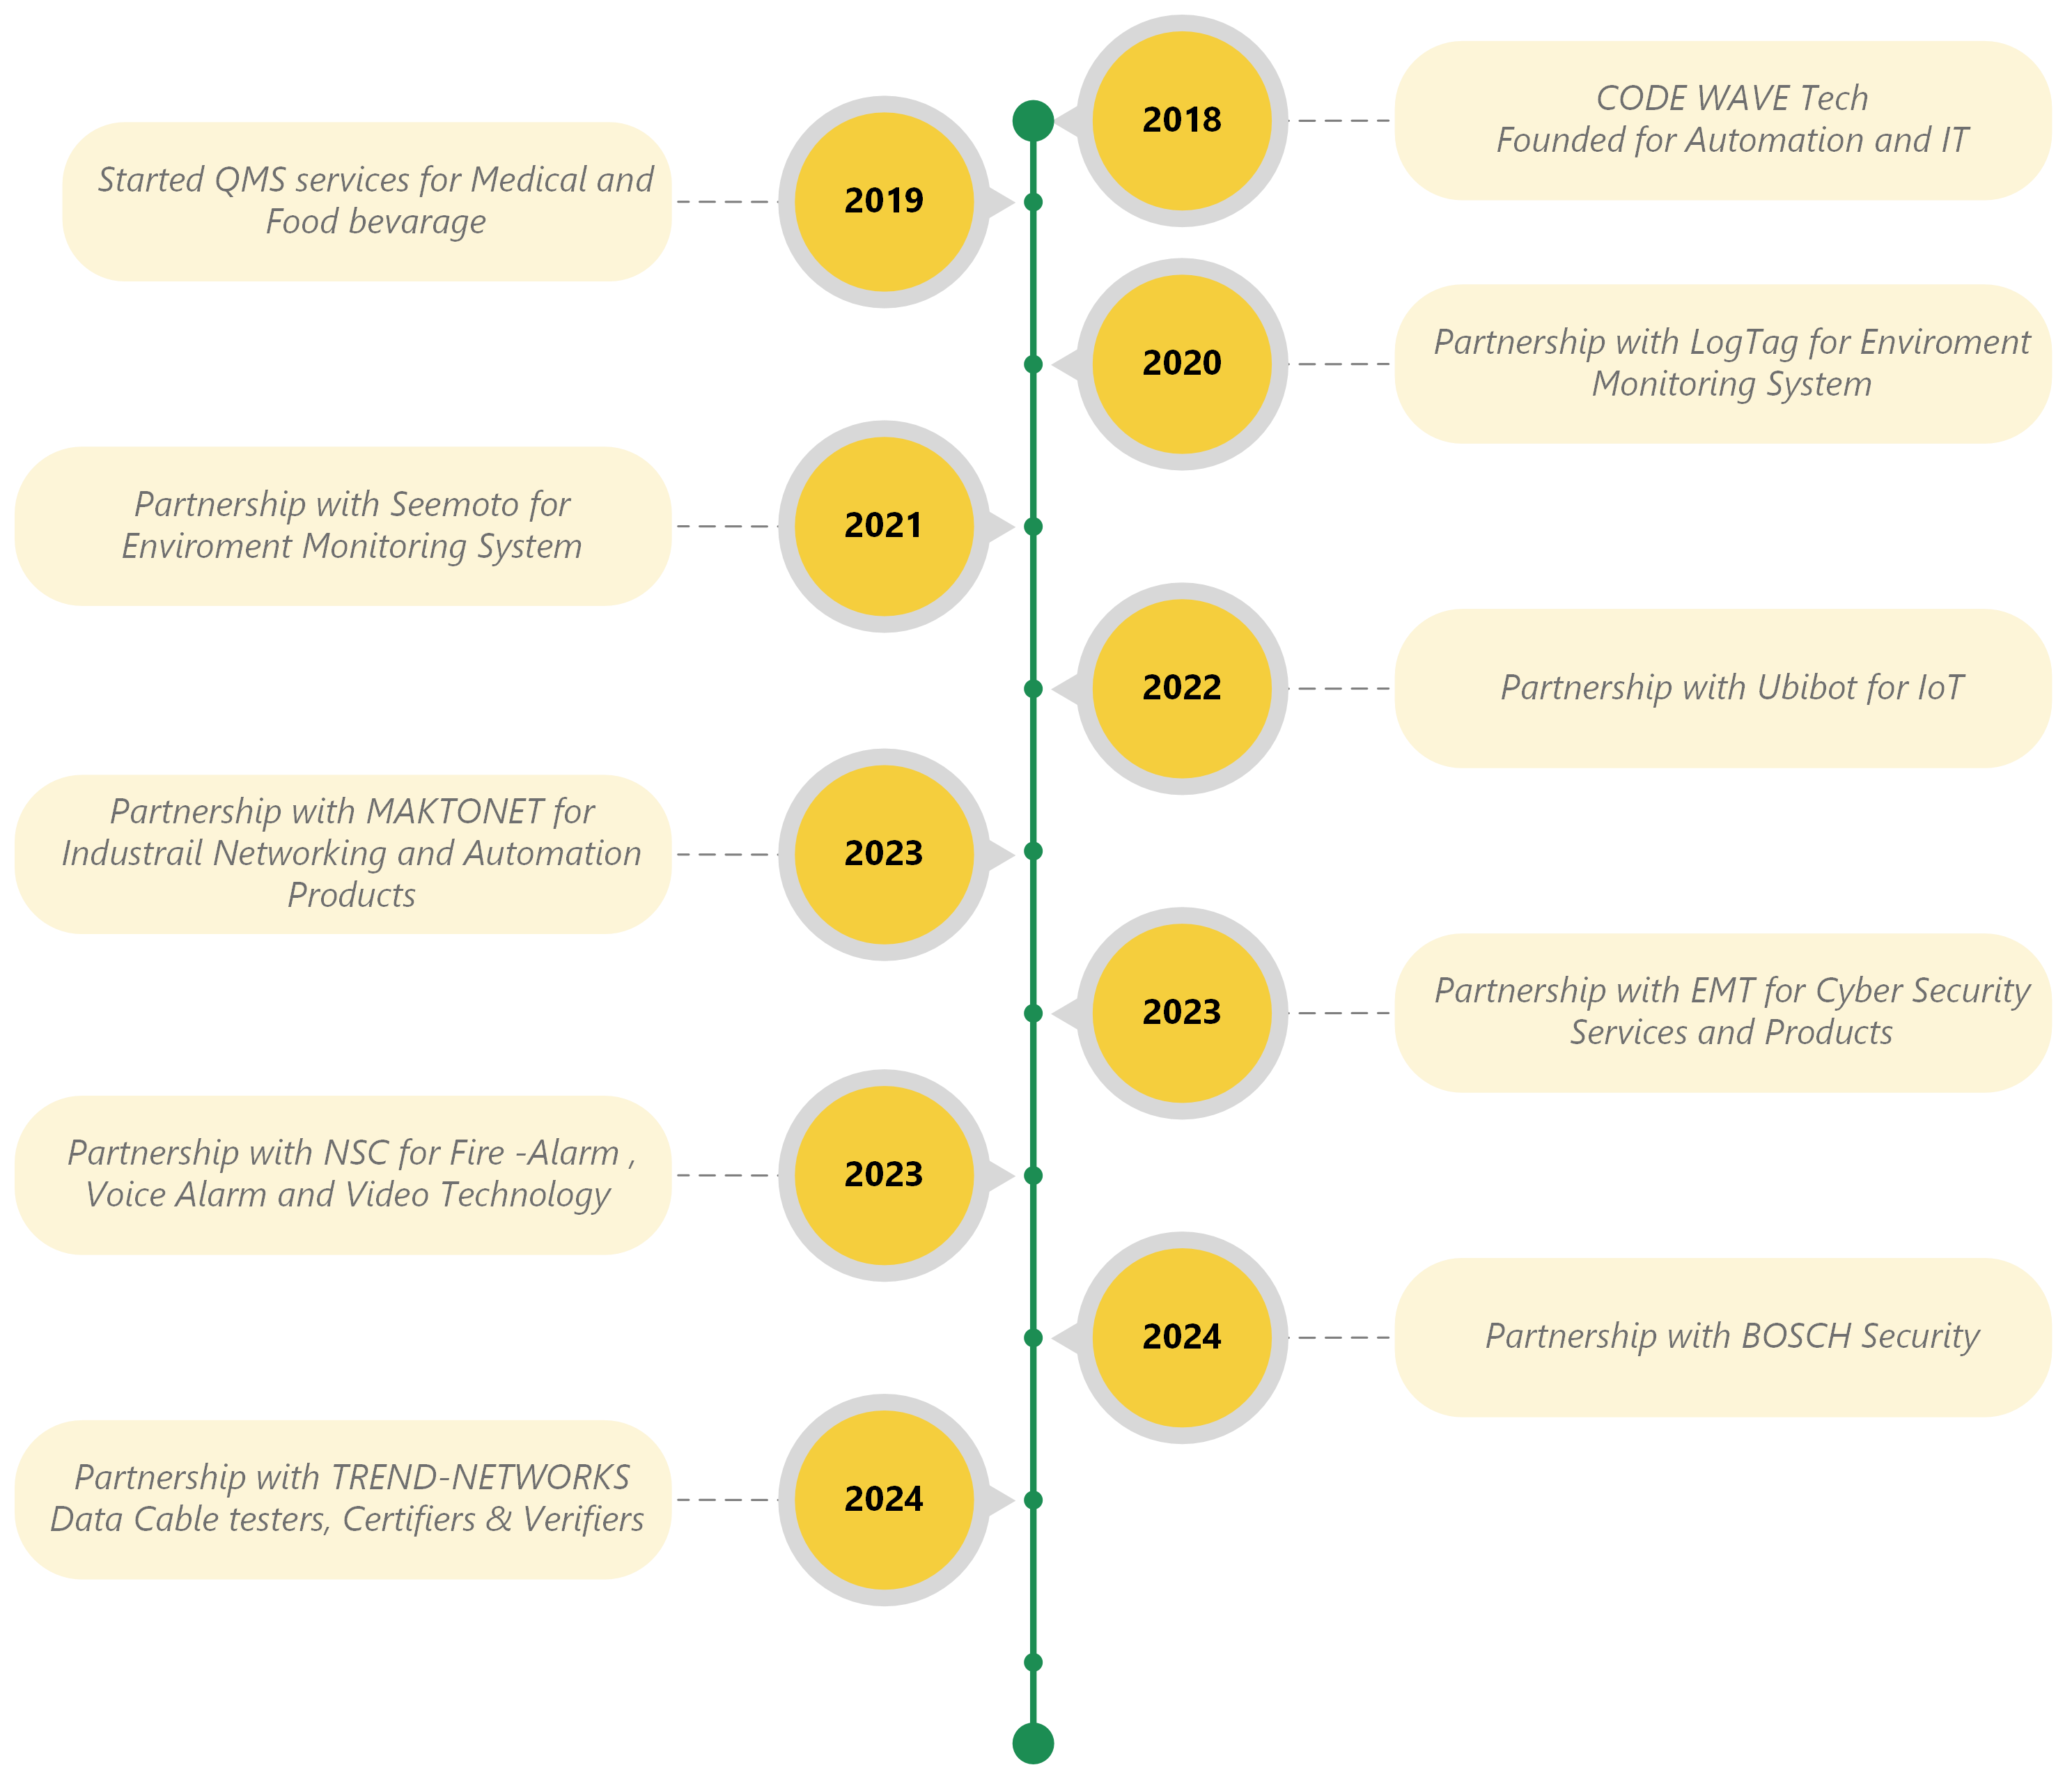 2018
CODE WAVE Tech
Founded for Automation and IT
2019
Started QMS services for Medical and
Food bevarage
2020
Partnership with LogTag for Enviroment
Monitoring System
2021
Partnership with Seemoto for
Enviroment Monitoring System
2022
Partnership with Ubibot for IoT
2023
Partnership with MAKTONET for
Industrail Networking and Automation
Products
2023
Partnership with EMT for Cyber Security
Services and Products
2023
Partnership with NSC for Fire -Alarm ,
Voice Alarm and Video Technology
2024
Partnership with BOSCH Security
2024
Partnership with TREND-NETWORKS
Data Cable testers, Certifiers & Verifiers